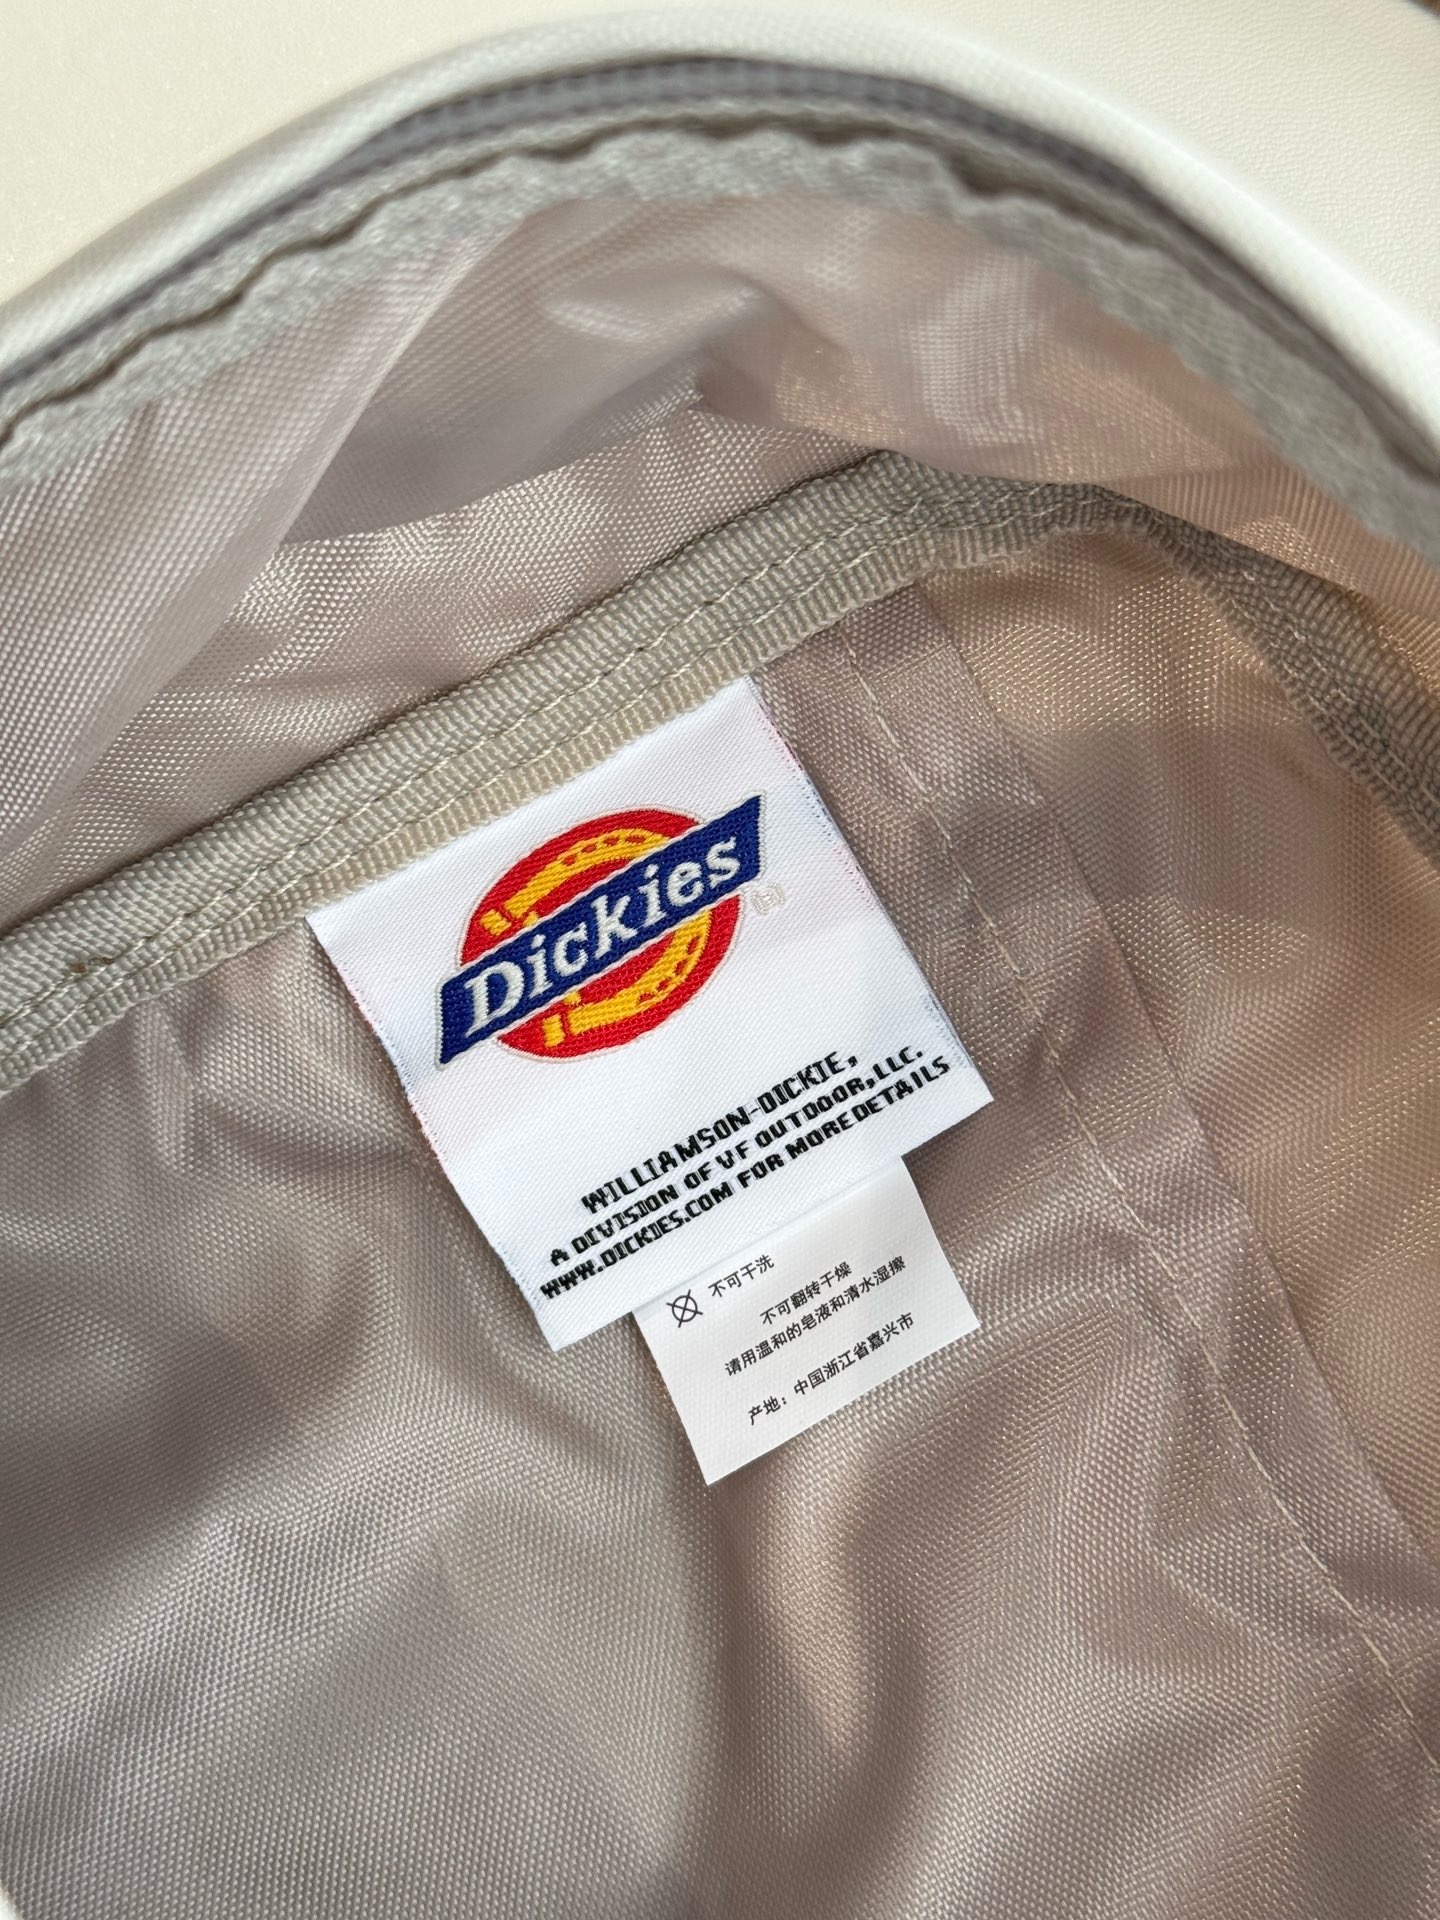 Dickies
WILLIAMSON-DICKIE,
A DIVISION OF VF OUTDOOR,LLC.
WWW.DICKIES.COM FOR MORE DETAILS
不可干洗
不可翻转干燥
请用温和的皂液和清水湿擦
产地：中国浙江省嘉兴市